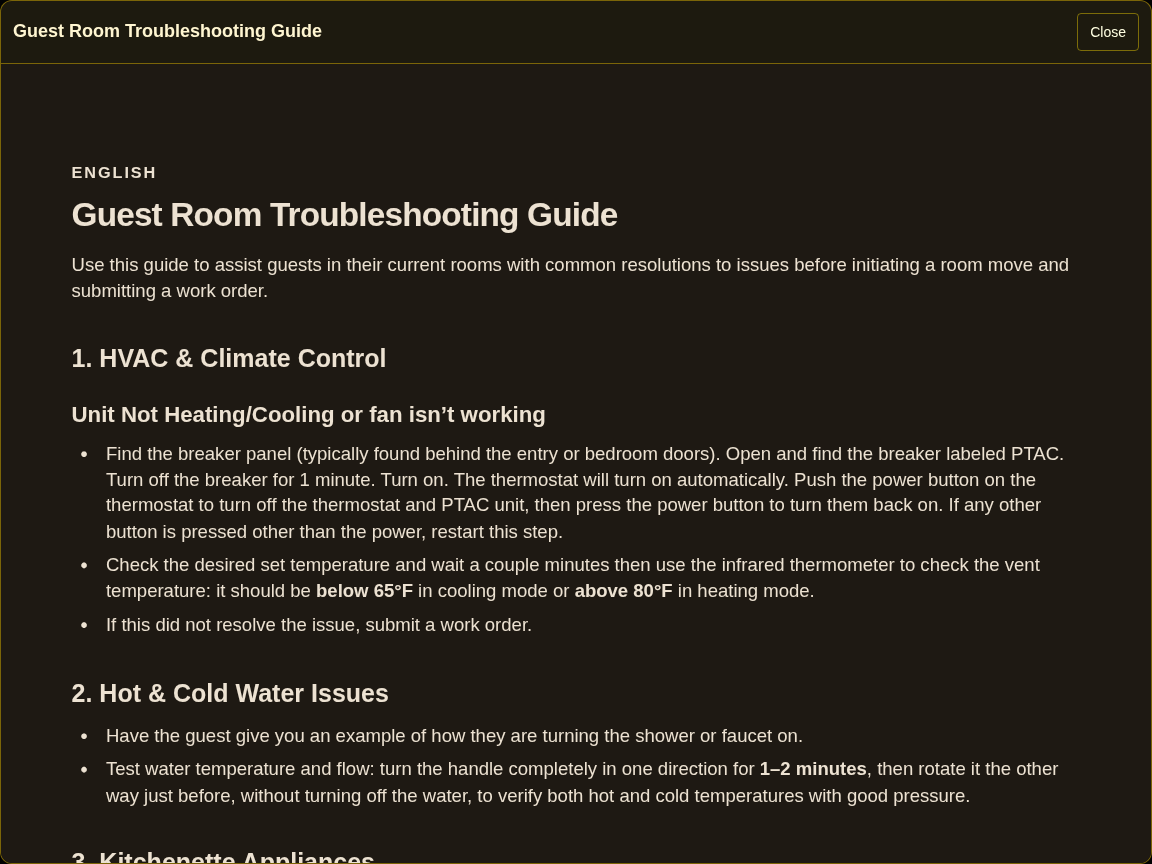 Guest Room Troubleshooting Guide
Close
ENGLISH
Guest Room Troubleshooting Guide
Use this guide to assist guests in their current rooms with common resolutions to issues before initiating a room move and
submitting a work order.
1. HVAC & Climate Control
Unit Not Heating/Cooling or fan isn’t working
• Find the breaker panel (typically found behind the entry or bedroom doors). Open and find the breaker labeled PTAC.
Turn off the breaker for 1 minute. Turn on. The thermostat will turn on automatically. Push the power button on the
thermostat to turn off the thermostat and PTAC unit, then press the power button to turn them back on. If any other
button is pressed other than the power, restart this step.
• Check the desired set temperature and wait a couple minutes then use the infrared thermometer to check the vent
temperature: it should be below 65°F in cooling mode or above 80°F in heating mode.
• If this did not resolve the issue, submit a work order.
2. Hot & Cold Water Issues
• Have the guest give you an example of how they are turning the shower or faucet on.
• Test water temperature and flow: turn the handle completely in one direction for 1–2 minutes, then rotate it the other
way just before, without turning off the water, to verify both hot and cold temperatures with good pressure.
3. Kitchenette Appliances